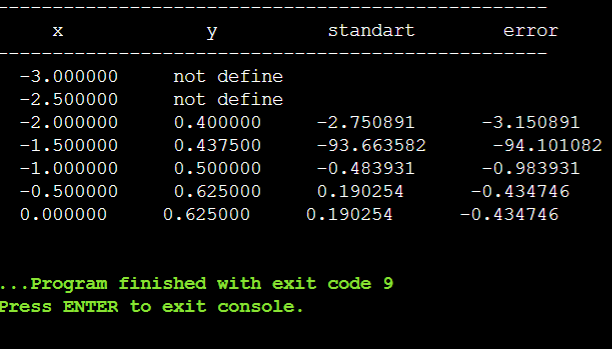 -------------------------------------------------
x y standart error
-------------------------------------------------
-3.000000 not define
-2.500000 not define
-2.000000 0.400000 -2.750891 -3.150891
-1.500000 0.437500 -93.663582 -94.101082
-1.000000 0.500000 -0.483931 -0.983931
-0.500000 0.625000 0.190254 -0.434746
0.000000 0.625000 0.190254 -0.434746
...Program finished with exit code 9
Press ENTER to exit console.